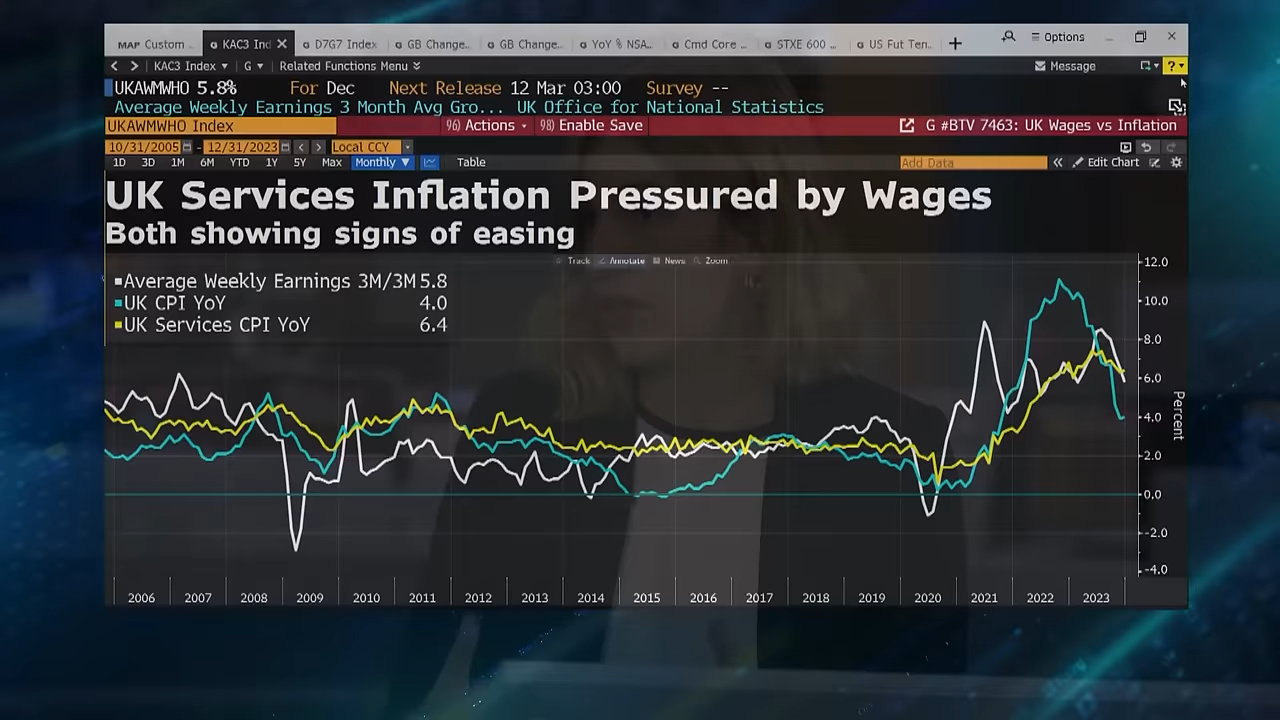 MAP Custom .. G KAC3 Ind X G D7G7 Index G GB Change.. G GB Change.. G YoY % NSA.. G Cmd Core .. G STXE 600 .. G US Fut Ten.. + Options
< > KAC3 Index G Related Functions Menu Message ?
UKAWMWHO 5.8% For Dec Next Release 12 Mar 03:00 Survey --
Average Weekly Earnings 3 Month Avg Gro... UK Office for National Statistics
UKAWMWHO Index 96) Actions 98) Enable Save G #BTV 7463: UK Wages vs Inflation
10/31/2005 - 12/31/2023 < > Local CCY
1D 3D 1M 6M YTD 1Y 5Y Max Monthly ▼ Table Add Data « Edit Chart
UK Services Inflation Pressured by Wages
Both showing signs of easing
Track Annotate News Zoom
Average Weekly Earnings 3M/3M 5.8
UK CPI YoY 4.0
UK Services CPI YoY 6.4
12.0
10.0
8.0
6.0
4.0
2.0
0.0
-2.0
-4.0
Percent
2006 2007 2008 2009 2010 2011 2012 2013 2014 2015 2016 2017 2018 2019 2020 2021 2022 2023